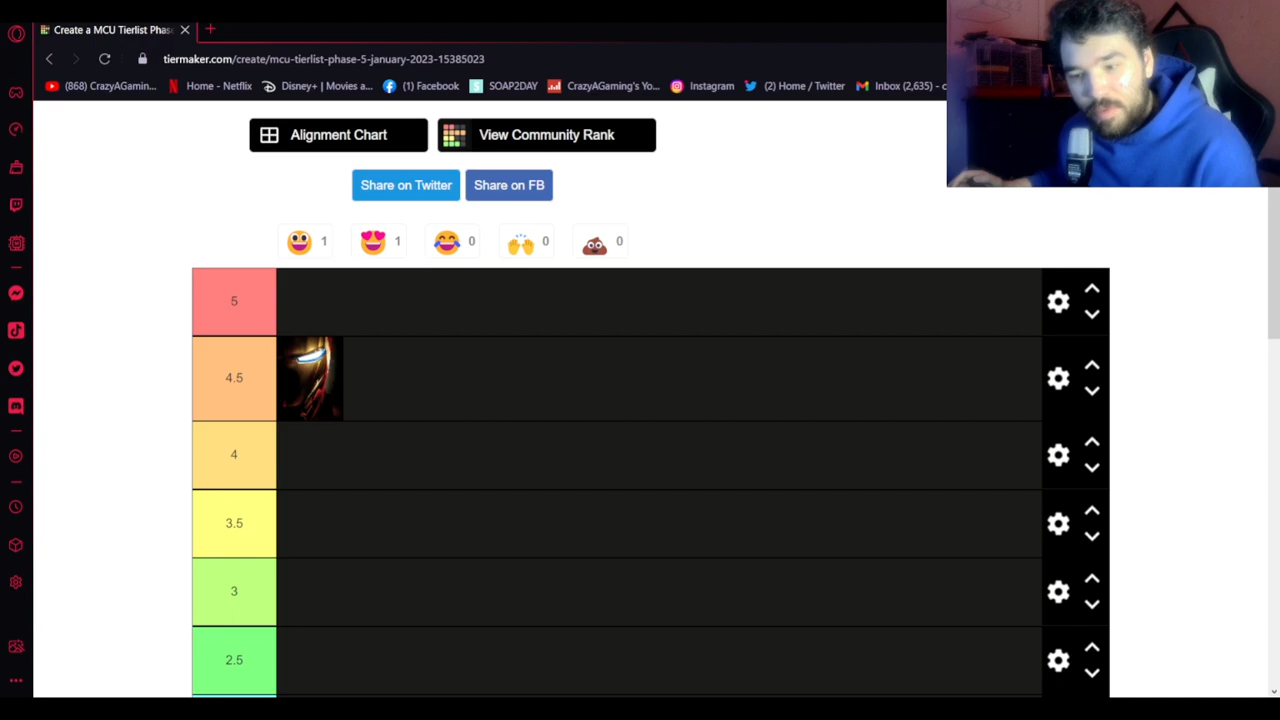 Create a MCU Tierlist Phas
tiermaker.com/create/mcu-tierlist-phase-5-january-2023-15385023
(868) CrazyAGamin... Home - Netflix Disney+ | Movies a... (1) Facebook SOAP2DAY CrazyAGaming's Yo... Instagram (2) Home / Twitter Inbox (2,635) - c
Alignment Chart View Community Rank
Share on Twitter Share on FB
1 1 0 0 0
5
4.5
4
3.5
3
2.5